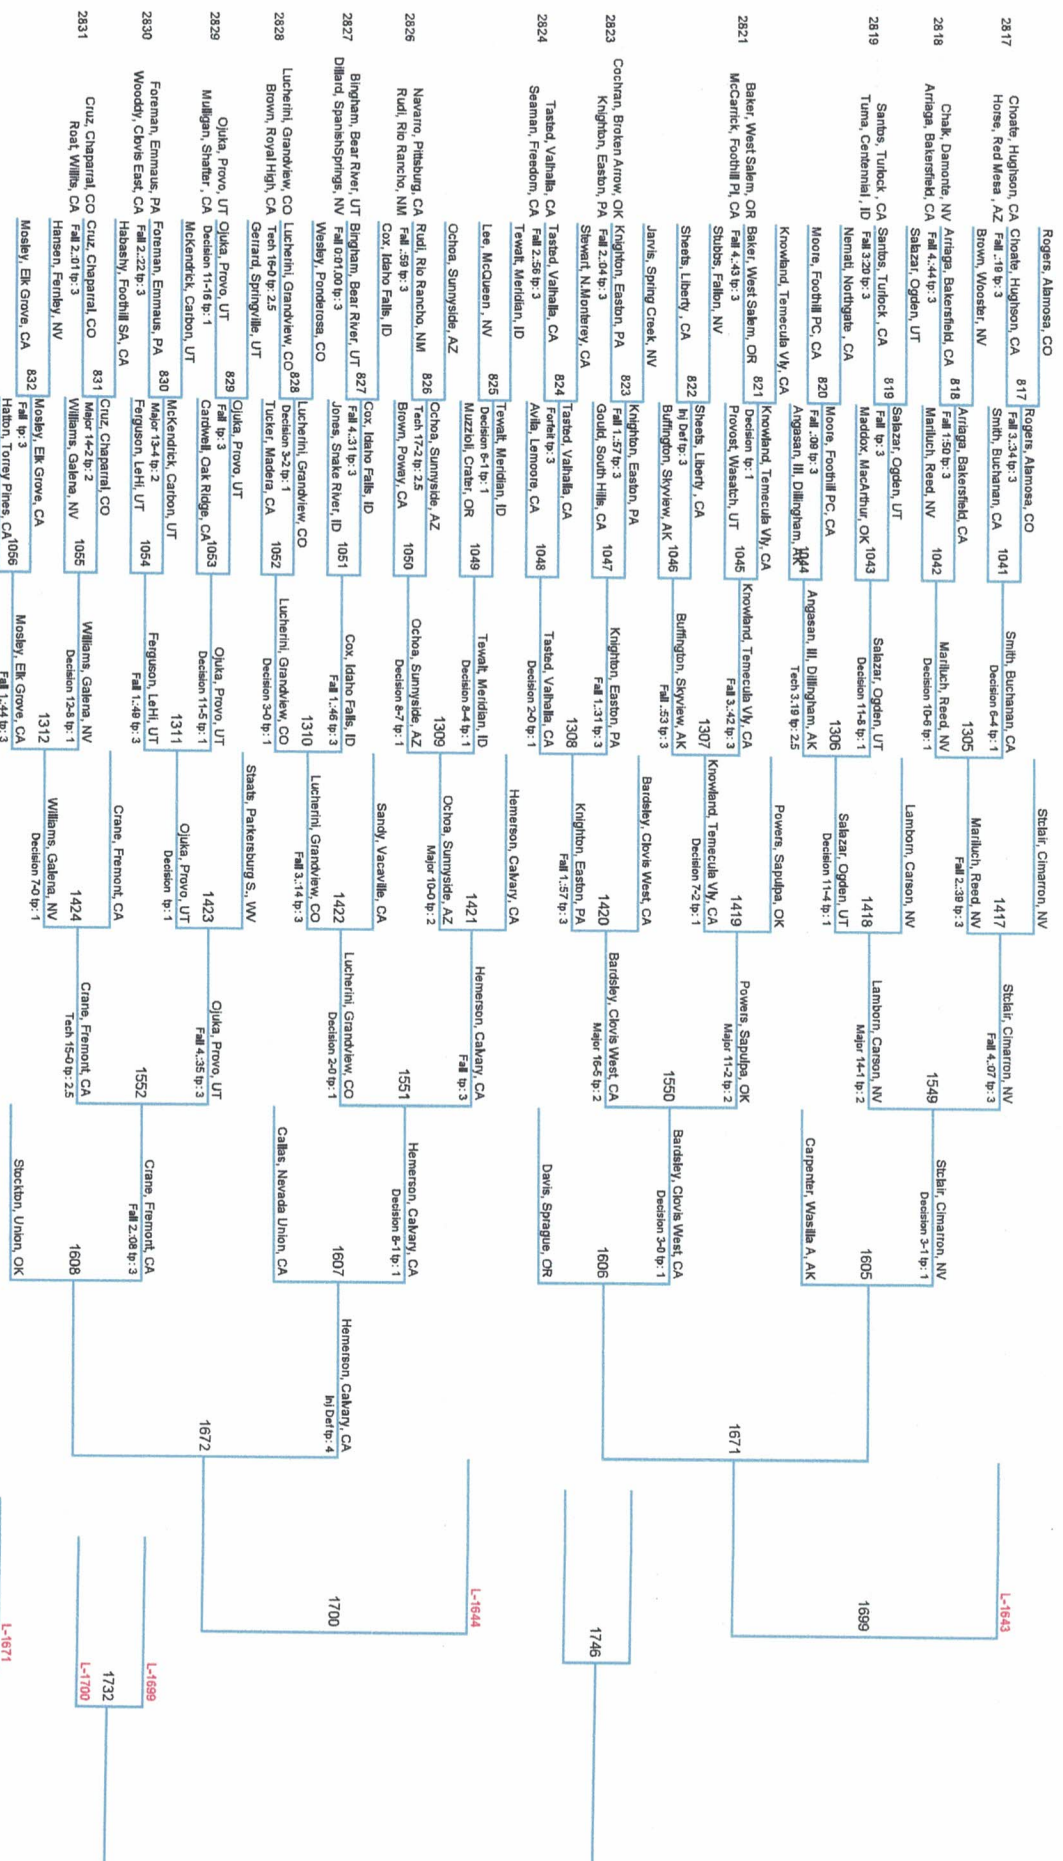 2817
Choate, Hughson, CA
Horse, Red Mesa , AZ
2818
Chalk, Damonte, NV
Arriaga, Bakersfield, CA
2819
Santos, Turlock , CA
Tuma, Centennial , ID
2821
Baker, West Salem, OR
McCarrick, Foothill Pl, CA
2823
Cochran, Broken Arrow, OK
Knighton, Easton, PA
2824
Tasted, Valhalla, CA
Seaman, Freedom, CA
2826
Navarro, Pittsburg, CA
Rudi, Rio Rancho, NM
2827
Bingham, Bear River, UT
Dillard, SpanishSprings, NV
2828
Lucherini, Grandview, CO
Brown, Royal High, CA
2829
Ojuka, Provo, UT
Mulligan, Shafter , CA
2830
Foreman, Emmaus, PA
Wooddy, Clovis East, CA
2831
Cruz, Chaparral, CO
Roat, Willits, CA
Rogers, Alamosa, CO
817
Choate, Hughson, CA
Fall :.19 tp: 3
Brown, Wooster, NV
Arriaga, Bakersfield, CA
818
Fall 4:.44 tp: 3
Salazar, Ogden, UT
Santos, Turlock , CA
819
Fall 3:20 tp: 3
Nemati, Northgate , CA
Moore, Foothill PC, CA
820
Knowland, Temecula Vly, CA
Baker, West Salem, OR
821
Fall 4:.43 tp: 3
Stubbs, Fallon, NV
Sheets, Liberty , CA
822
Jarvis, Spring Creek, NV
Knighton, Easton, PA
823
Fall 2:.04 tp: 3
Stewart, N.Monterey, CA
Tasted, Valhalla, CA
824
Fall 2:.56 tp: 3
Tewalt, Meridian, ID
Lee, McQueen , NV
825
Ochoa, Sunnyside, AZ
Rudi, Rio Rancho, NM
826
Fall :.59 tp: 3
Cox, Idaho Falls, ID
Bingham, Bear River, UT
827
Fall 0:01.00 tp: 3
Wesley, Ponderosa, CO
Lucherini, Grandview, CO
828
Tech 16-0 tp: 2.5
Gerrard, Springville, UT
Ojuka, Provo, UT
829
Decision 11-15 tp: 1
McKendrick, Carbon, UT
Foreman, Emmaus, PA
830
Fall 2:.22 tp: 3
Habashy, Foothill SA, CA
Cruz, Chaparral, CO
831
Fall 2:.01 tp: 3
Hansen, Fernley, NV
Mosley, Elk Grove, CA
832
Rogers, Alamosa, CO
Fall 3:.34 tp: 3
1041
Smith, Buchanan, CA
Arriaga, Bakersfield, CA
Fall 1:50 tp: 3
1042
Mariluch, Reed, NV
Salazar, Ogden, UT
Fall tp: 3
1043
Maddox, MacArthur, OK
Moore, Foothill PC, CA
Fall :.09 tp: 3
1044
Angasan, III, Dillingham, AK
Knowland, Temecula Vly, CA
Decision tp: 1
1045
Provost, Wasatch, UT
Sheets, Liberty , CA
Inj Def tp: 3
1046
Buffington, Skyview, AK
Knighton, Easton, PA
Fall 1:.57 tp: 3
1047
Gould, South Hills, CA
Tasted, Valhalla, CA
Forfeit tp: 3
1048
Avila, Lemoore, CA
Tewalt, Meridian, ID
Decision 6-1 tp: 1
1049
Muzzioli, Crater, OR
Ochoa, Sunnyside, AZ
Tech 17-2 tp: 2.5
1050
Brown, Poway, CA
Cox, Idaho Falls, ID
Fall 4:.31 tp: 3
1051
Jones, Snake River, ID
Lucherini, Grandview, CO
Decision 3-2 tp: 1
1052
Tucker, Madera, CA
Ojuka, Provo, UT
Fall tp: 3
1053
Cardwell, Oak Ridge, CA
McKendrick, Carbon, UT
Major 13-4 tp: 2
1054
Ferguson, LeHi, UT
Cruz, Chaparral, CO
Major 14-2 tp: 2
1055
Williams, Galena, NV
Mosley, Elk Grove, CA
Fall tp: 3
1056
Hatton, Torrey Pines, CA
Smith, Buchanan, CA
Decision 6-4 tp: 1
1305
Mariluch, Reed, NV
Decision 10-6 tp: 1
Salazar, Ogden, UT
Decision 11-8 tp: 1
1306
Angasan, III, Dillingham, AK
Tech 3.19 tp: 2.5
Knowland, Temecula Vly, CA
Fall 3:.42 tp: 3
1307
Buffington, Skyview, AK
Fall :.53 tp: 3
Knighton, Easton, PA
Fall 1:.31 tp: 3
1308
Tasted, Valhalla, CA
Decision 2-0 tp: 1
Tewalt, Meridian, ID
Decision 8-4 tp: 1
1309
Ochoa, Sunnyside, AZ
Decision 8-7 tp: 1
Cox, Idaho Falls, ID
Fall 1:.46 tp: 3
1310
Lucherini, Grandview, CO
Decision 3-0 tp: 1
Ojuka, Provo, UT
Decision 11-5 tp: 1
1311
Ferguson, LeHi, UT
Fall 1:.49 tp: 3
Williams, Galena, NV
Decision 12-8 tp: 1
1312
Mosley, Elk Grove, CA
Fall 1:.44 tp: 3
Stclair, Cimarron, NV
1417
Mariluch, Reed, NV
Fall 2:.39 tp: 3
Lamborn, Carson, NV
1418
Salazar, Ogden, UT
Decision 11-4 tp: 1
Powers, Sapulpa, OK
1419
Knowland, Temecula Vly, CA
Decision 7-2 tp: 1
Bardsley, Clovis West, CA
1420
Knighton, Easton, PA
Fall 1:.57 tp: 3
Hemerson, Calvary, CA
1421
Ochoa, Sunnyside, AZ
Major 10-0 tp: 2
Sandy, Vacaville, CA
1422
Lucherini, Grandview, CO
Fall 3:.14 tp: 3
Staats, Parkersburg S., WV
1423
Ojuka, Provo, UT
Decision tp: 1
Crane, Fremont, CA
1424
Williams, Galena, NV
Decision 7-0 tp: 1
Stclair, Cimarron, NV
Fall 4:.07 tp: 3
1549
Lamborn, Carson, NV
Major 14-1 tp: 2
Powers, Sapulpa, OK
Major 11-2 tp: 2
1550
Bardsley, Clovis West, CA
Major 16-5 tp: 2
Hemerson, Calvary, CA
Fall tp: 3
1551
Lucherini, Grandview, CO
Decision 2-0 tp: 1
Ojuka, Provo, UT
Fall 4:.35 tp: 3
1552
Crane, Fremont, CA
Tech 15-0 tp: 2.5
Stclair, Cimarron, NV
Decision 3-1 tp: 1
1605
Carpenter, Wasilla A, AK
Bardsley, Clovis West, CA
Decision 3-0 tp: 1
1606
Davis, Sprague, OR
Hemerson, Calvary, CA
Decision 8-1 tp: 1
1607
Callas, Nevada Union, CA
Crane, Fremont, CA
Fall 2:.08 tp: 3
1608
Stockton, Union, OK
1671
Hemerson, Calvary, CA
Inj Def tp: 4
1672
L-1643
1699
L-1644
1700
1746
L-1699
1732
L-1700
L-1671